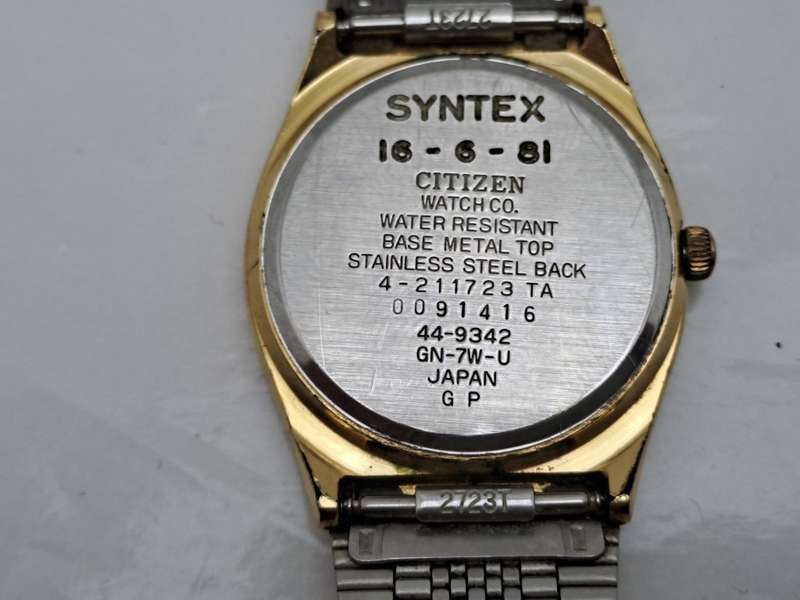 2723T
SYNTEX
16-6-81
CITIZEN
WATCH CO.
WATER RESISTANT
BASE METAL TOP
STAINLESS STEEL BACK
4-211723 TA
0091416
44-9342
GN-7W-U
JAPAN
G P
2723T